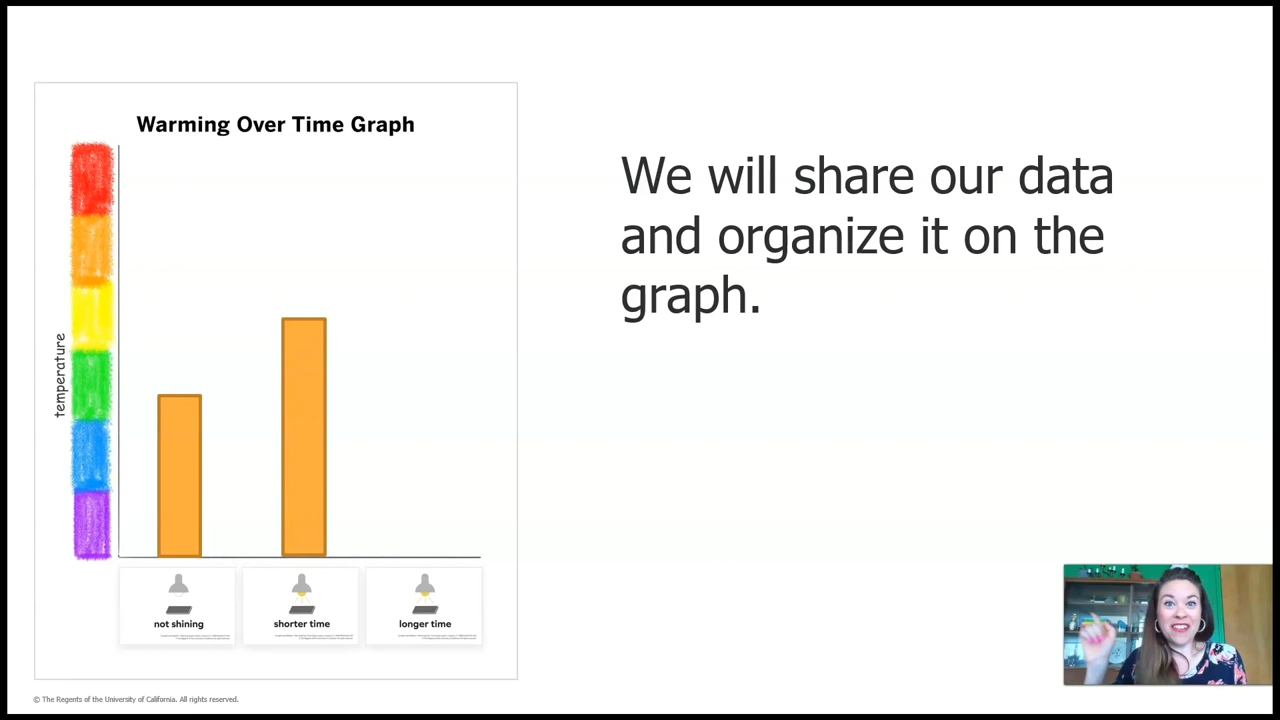 Warming Over Time Graph
We will share our data
and organize it on the
graph.
temperature
not shining
shorter time
longer time
© The Regents of the University of California. All rights reserved.